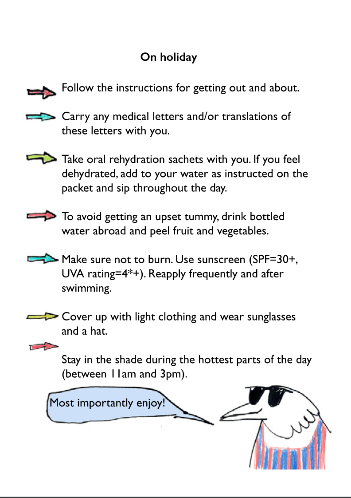 On holiday
Follow the instructions for getting out and about.
Carry any medical letters and/or translations of
these letters with you.
Take oral rehydration sachets with you. If you feel
dehydrated, add to your water as instructed on the
packet and sip throughout the day.
To avoid getting an upset tummy, drink bottled
water abroad and peel fruit and vegetables.
Make sure not to burn. Use sunscreen (SPF=30+,
UVA rating=4*+). Reapply frequently and after
swimming.
Cover up with light clothing and wear sunglasses
and a hat.
Stay in the shade during the hottest parts of the day
(between 11am and 3pm).
Most importantly enjoy!